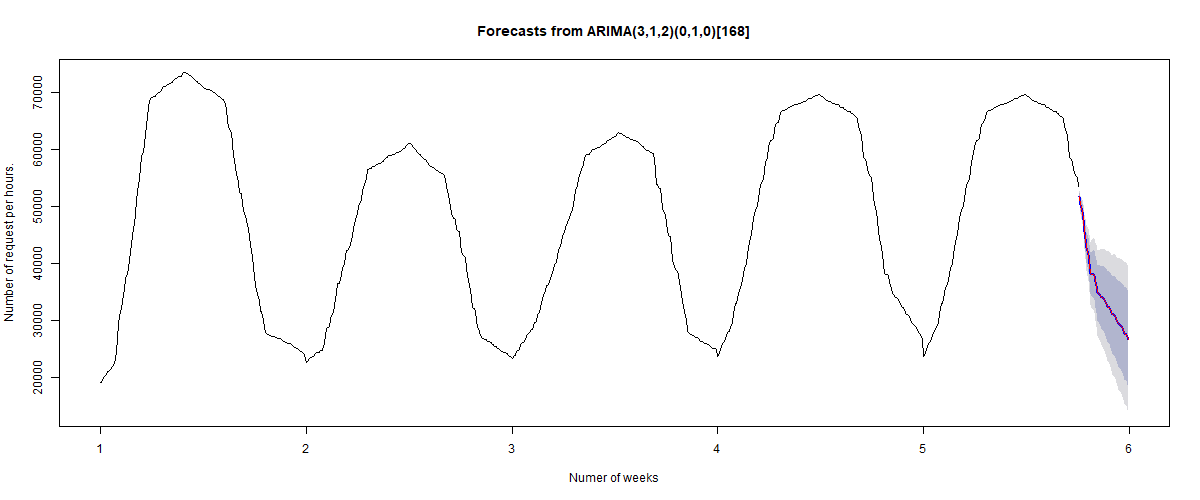 Forecasts from ARIMA(3,1,2)(0,1,0)[168]
Number of request per hours.
70000
60000
50000
40000
30000
20000
1 2 3 4 5 6
Numer of weeks